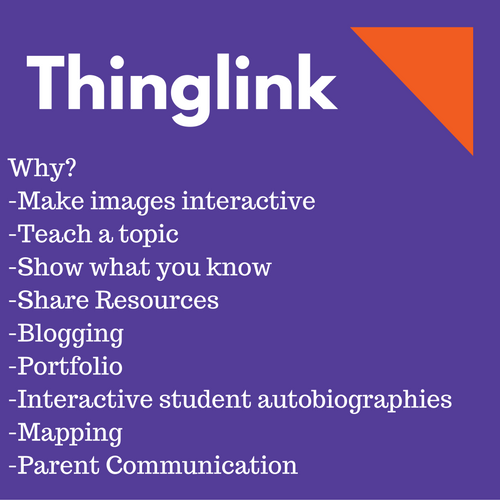 Thinglink
Why?
-Make images interactive
-Teach a topic
-Show what you know
-Share Resources
-Blogging
-Portfolio
-Interactive student autobiographies
-Mapping
-Parent Communication